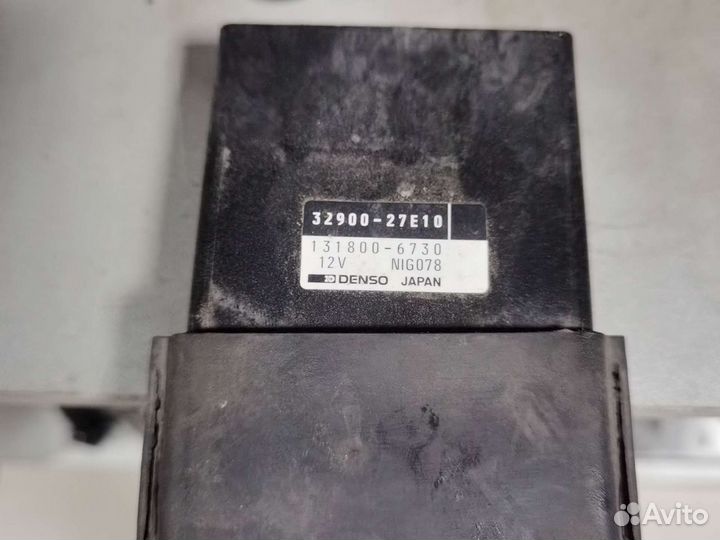 32900-27E10
131800-6730
12V NIG078
DENSO JAPAN
Avito